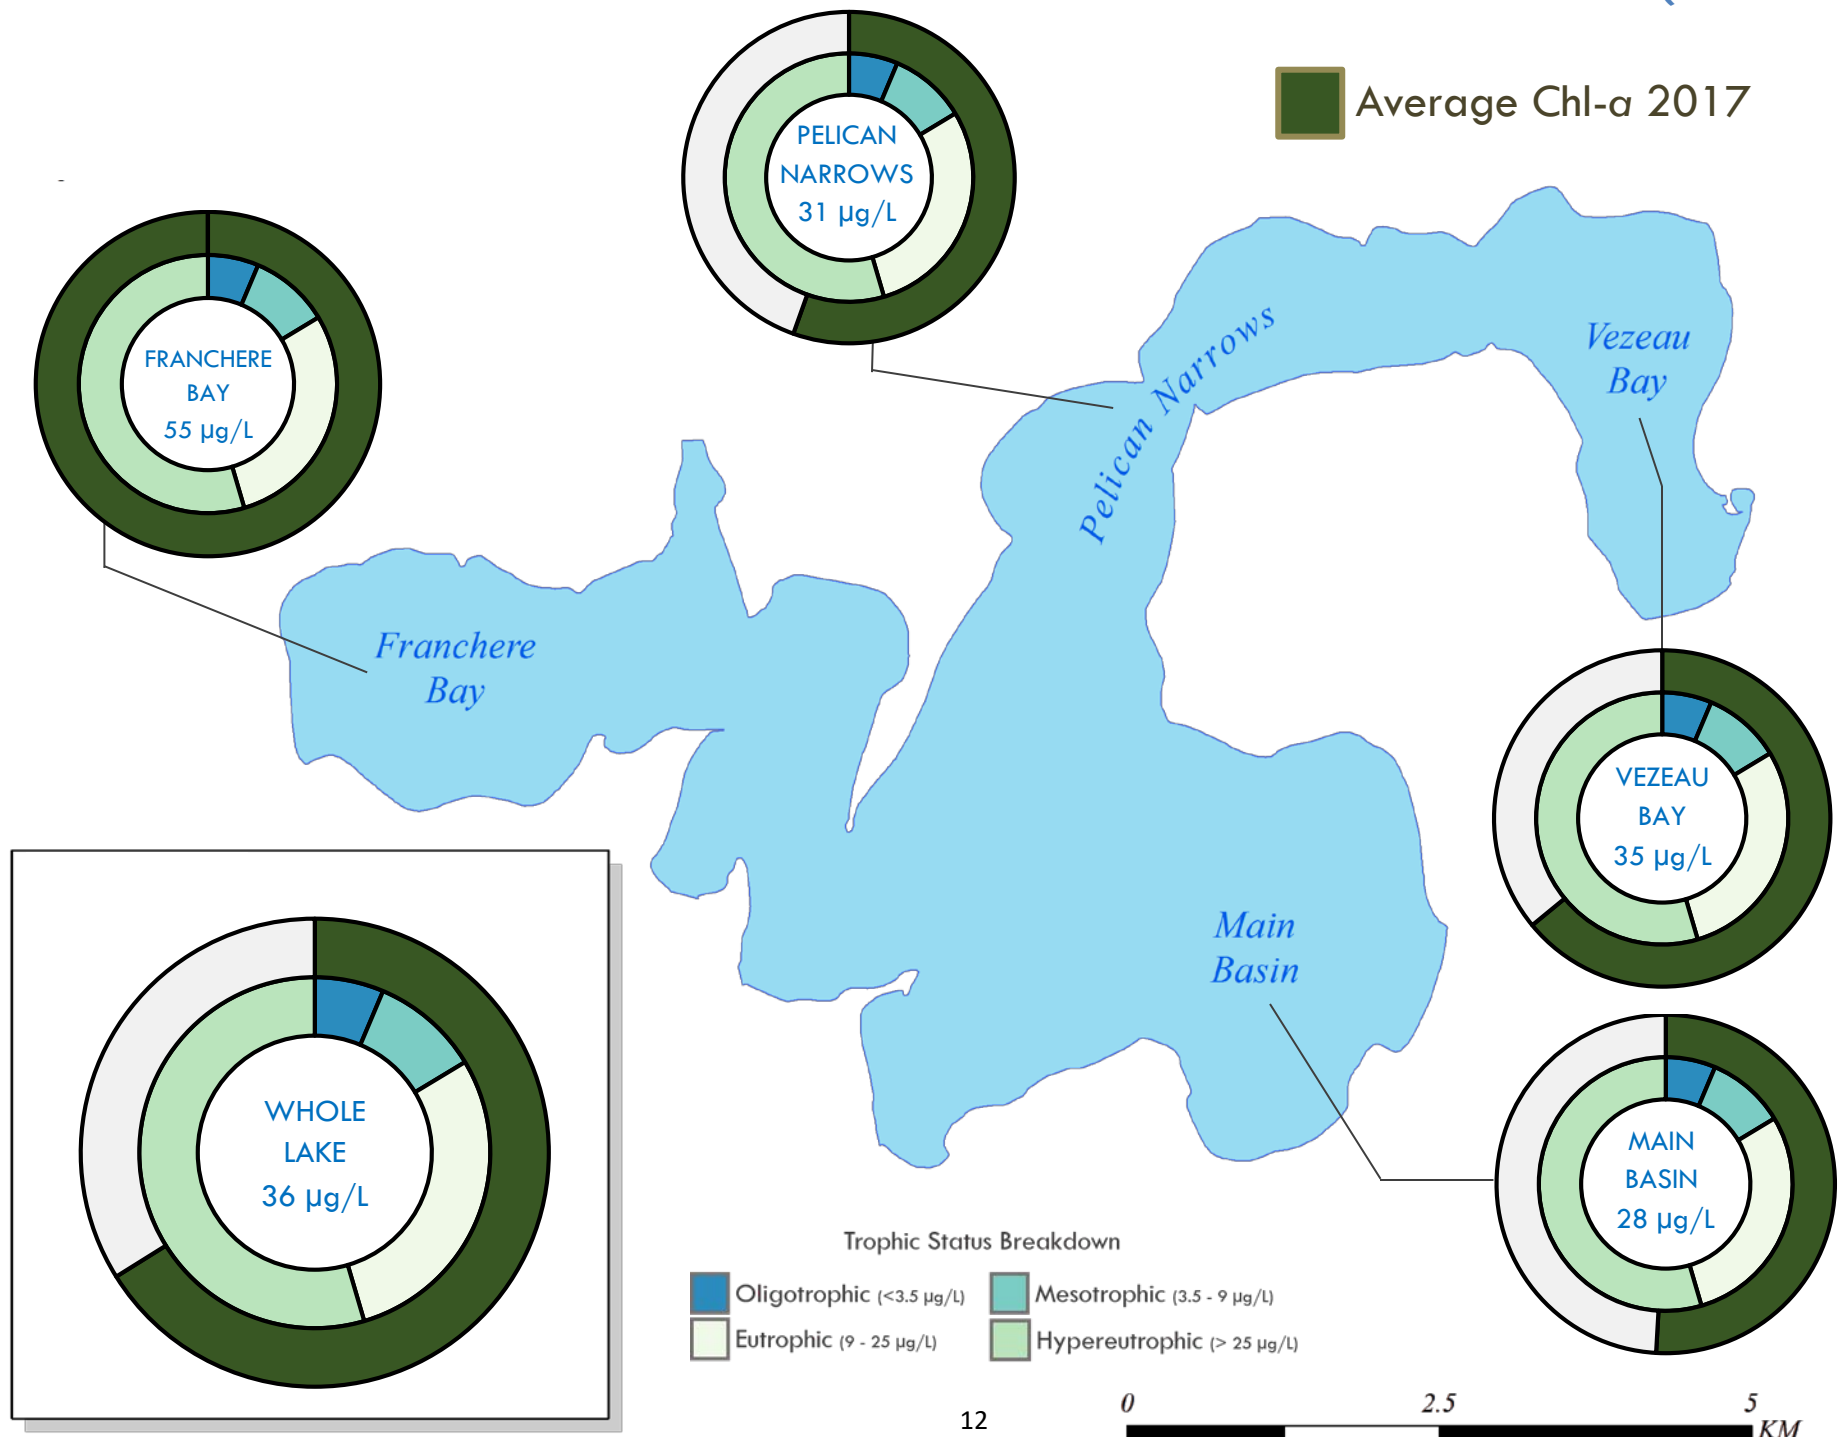 Average Chl-a 2017
PELICAN
NARROWS
31 µg/L
FRANCHERE
BAY
55 µg/L
Pelican Narrows
Vezeau
Bay
Franchere
Bay
VEZEAU
BAY
35 µg/L
Main
Basin
WHOLE
LAKE
36 µg/L
MAIN
BASIN
28 µg/L
Trophic Status Breakdown
Oligotrophic (<3.5 µg/L)
Mesotrophic (3.5 - 9 µg/L)
Eutrophic (9 - 25 µg/L)
Hypereutrophic (> 25 µg/L)
0 2.5 5
KM
12